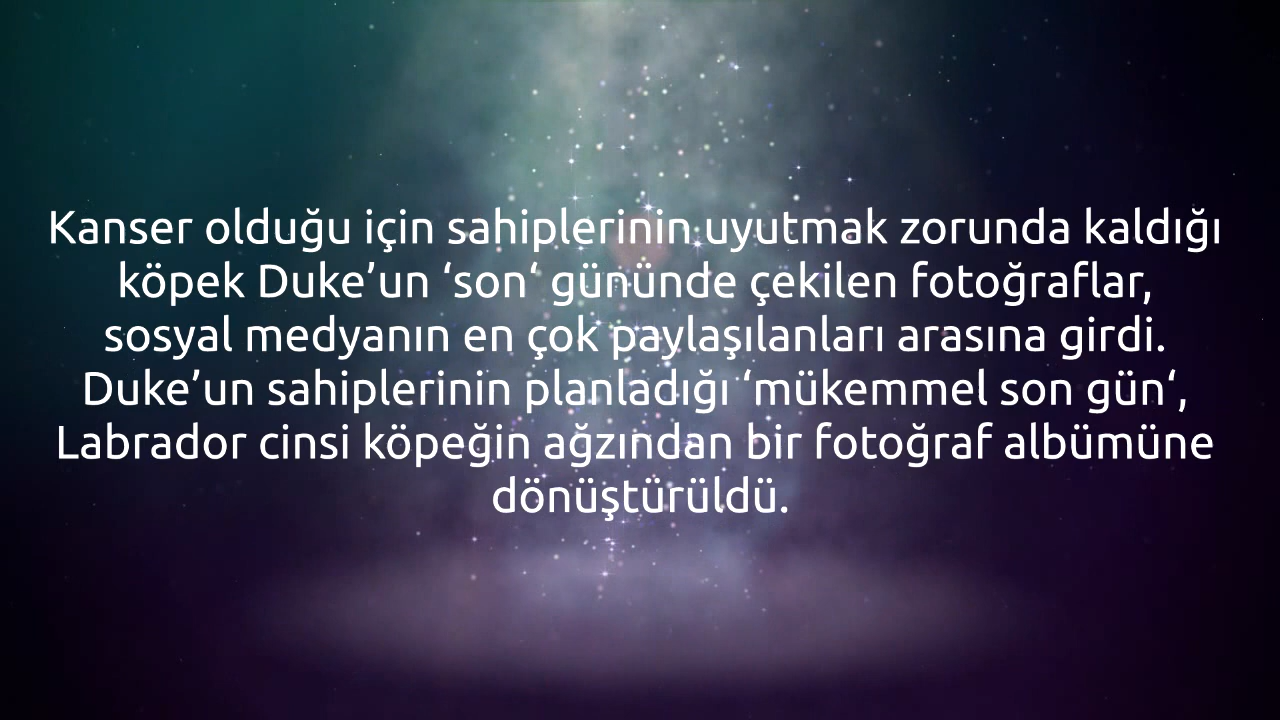 Kanser olduğu için sahiplerinin uyutmak zorunda kaldığı
köpek Duke’un ‘son‘ gününde çekilen fotoğraflar,
sosyal medyanın en çok paylaşılanları arasına girdi.
Duke’un sahiplerinin planladığı ‘mükemmel son gün‘,
Labrador cinsi köpeğin ağzından bir fotoğraf albümüne
dönüştürüldü.